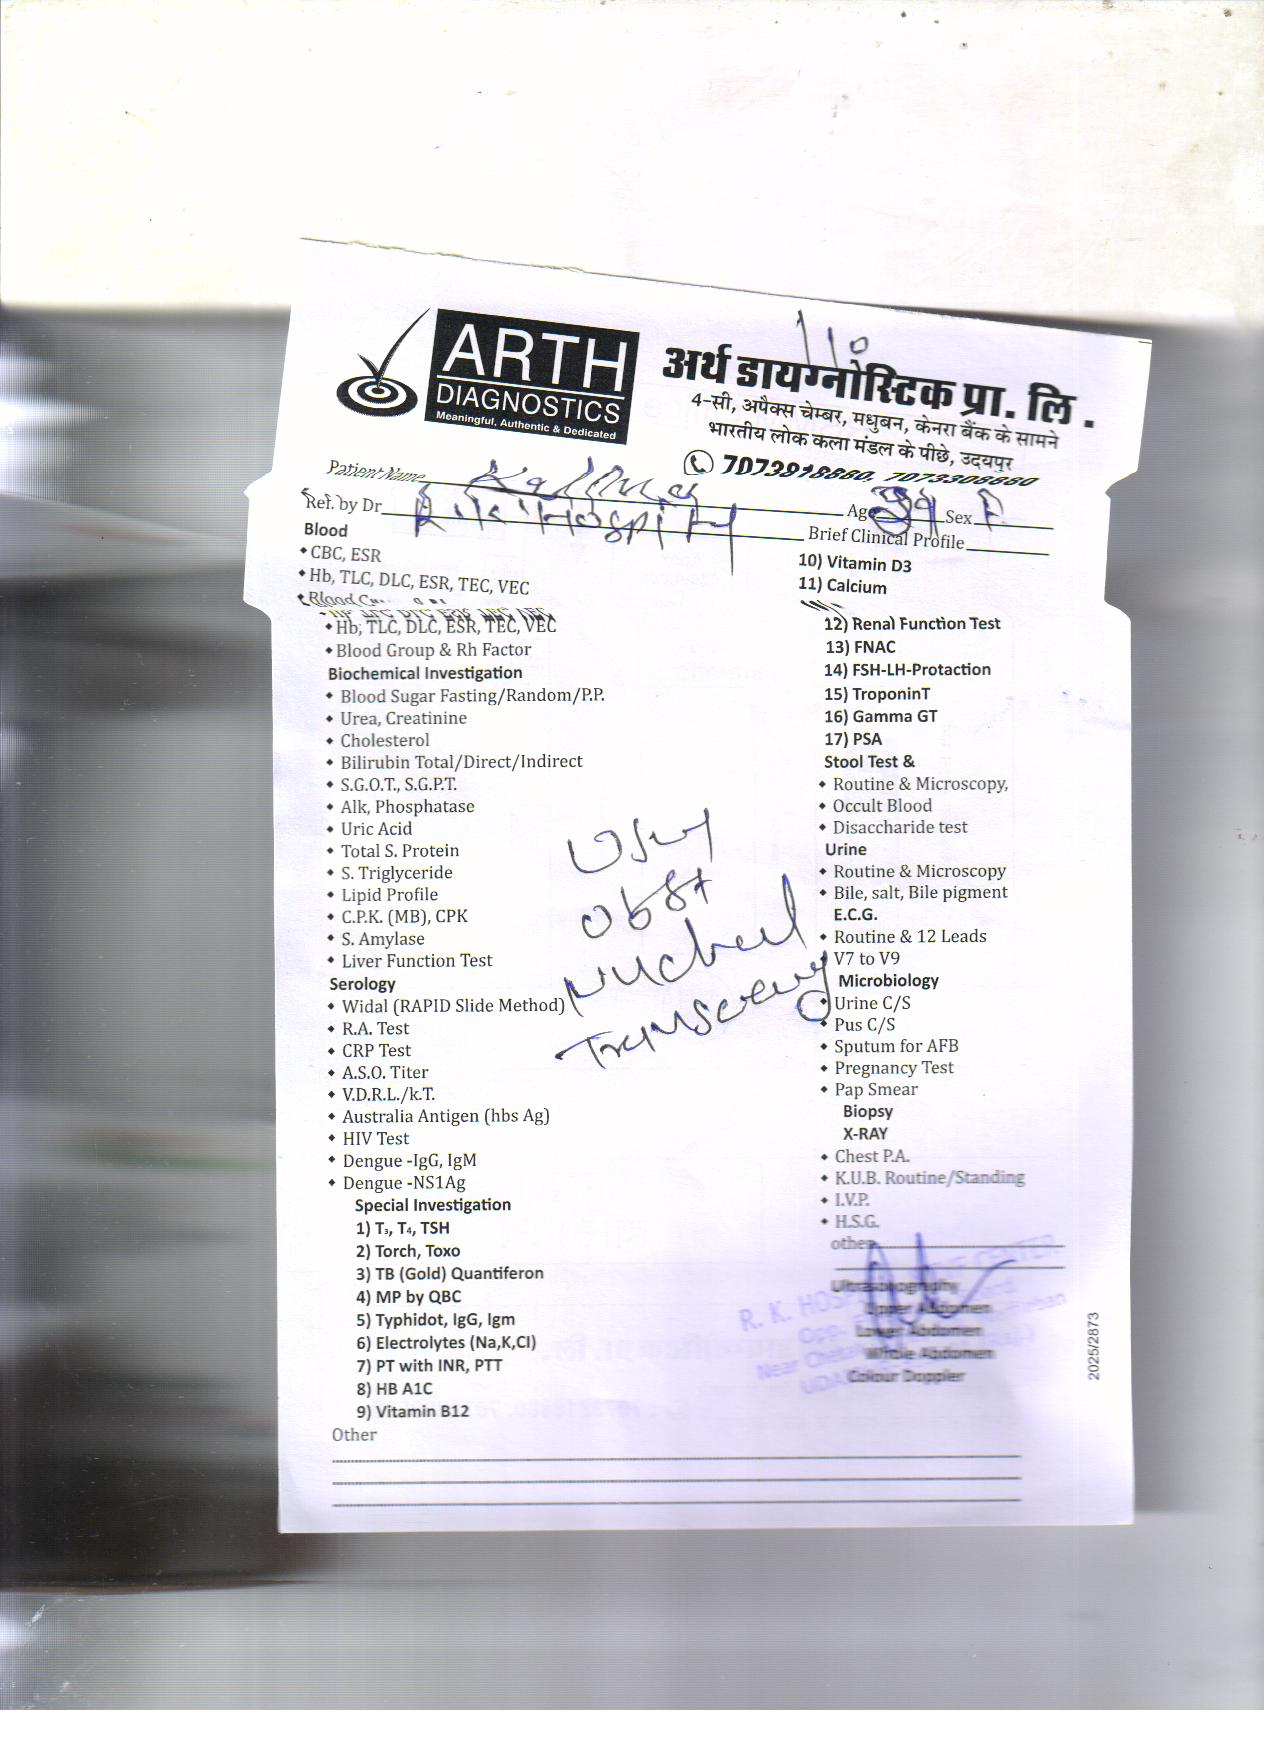 110
ARTH
DIAGNOSTICS
Meaningful, Authentic & Dedicated
अर्थ डायग्नोस्टिक प्रा. लि .
4-सी, अपैक्स चेम्बर, मधुबन, केनरा बैंक के सामने
भारतीय लोक कला मंडल के पीछे, उदयपुर
7073818880, 7073308880
Patient Name
Age Sex F
Ref. by Dr R.K. Hospital
Brief Clinical Profile
Blood
CBC, ESR
Hb, TLC, DLC, ESR, TEC, VEC
Blood
Hb, TLC, DLC, ESR, TEC, VEC
Blood Group & Rh Factor
Biochemical Investigation
Blood Sugar Fasting/Random/P.P.
Urea, Creatinine
Cholesterol
Bilirubin Total/Direct/Indirect
S.G.O.T., S.G.P.T.
Alk, Phosphatase
Uric Acid
Total S. Protein
S. Triglyceride
Lipid Profile
C.P.K. (MB), CPK
S. Amylase
Liver Function Test
Serology
Widal (RAPID Slide Method)
R.A. Test
CRP Test
A.S.O. Titer
V.D.R.L./k.T.
Australia Antigen (hbs Ag)
HIV Test
Dengue -IgG, IgM
Dengue -NS1Ag
Special Investigation
1) T₃, T₄, TSH
2) Torch, Toxo
3) TB (Gold) Quantiferon
4) MP by QBC
5) Typhidot, IgG, Igm
6) Electrolytes (Na,K,Cl)
7) PT with INR, PTT
8) HB A1C
9) Vitamin B12
Other
10) Vitamin D3
11) Calcium
12) Renal Function Test
13) FNAC
14) FSH-LH-Protaction
15) TroponinT
16) Gamma GT
17) PSA
Stool Test &
Routine & Microscopy,
Occult Blood
Disaccharide test
Urine
Routine & Microscopy
Bile, salt, Bile pigment
E.C.G.
Routine & 12 Leads
V7 to V9
Microbiology
Urine C/S
Pus C/S
Sputum for AFB
Pregnancy Test
Pap Smear
Biopsy
X-RAY
Chest P.A.
K.U.B. Routine/Standing
I.V.P.
H.S.G.
other
Ultrasonography
Upper Abdomen
Lower Abdomen
Whole Abdomen
Colour Doppler
USG
obst
Nucheal
R. K. HOSPITAL CENTER
Opp.
Near
2025/2873